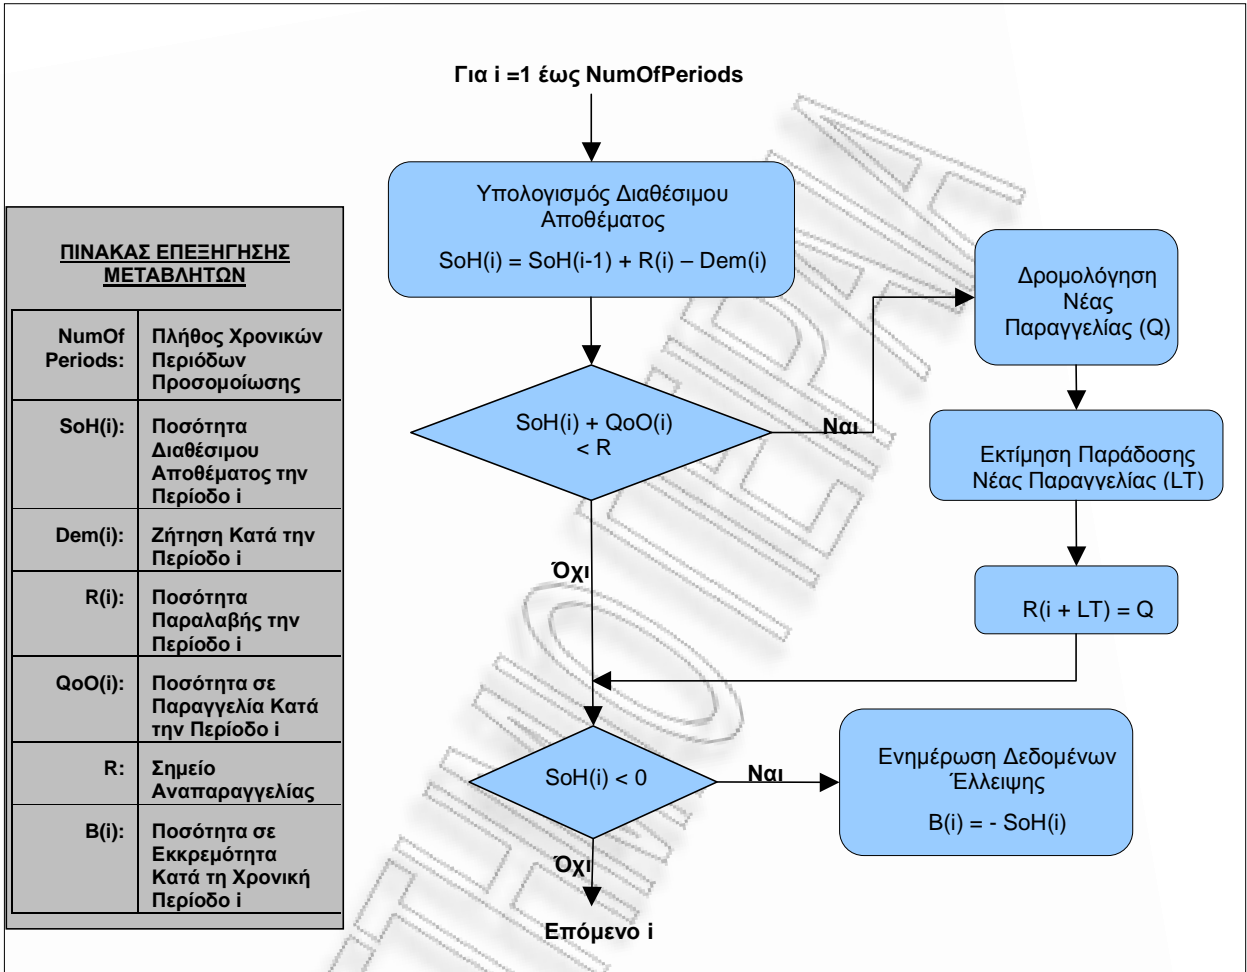 Για i =1 έως NumOfPeriods
Υπολογισμός Διαθέσιμου
Αποθέματος
SoH(i) = SoH(i-1) + R(i) – Dem(i)
SoH(i) + QoO(i)
< R
Ναι
Δρομολόγηση
Νέας
Παραγγελίας (Q)
Εκτίμηση Παράδοσης
Νέας Παραγγελίας (LT)
R(i + LT) = Q
Όχι
SoH(i) < 0
Ναι
Ενημέρωση Δεδομένων
Έλλειψης
B(i) = - SoH(i)
Όχι
Επόμενο i
ΠΙΝΑΚΑΣ ΕΠΕΞΗΓΗΣΗΣ
ΜΕΤΑΒΛΗΤΩΝ
NumOf Πλήθος Χρονικών
Periods: Περιόδων
Προσομοίωσης
SoH(i): Ποσότητα
Διαθέσιμου
Αποθέματος την
Περίοδο i
Dem(i): Ζήτηση Κατά την
Περίοδο i
R(i): Ποσότητα
Παραλαβής την
Περίοδο i
QoO(i): Ποσότητα σε
Παραγγελία Κατά
την Περίοδο i
R: Σημείο
Αναπαραγγελίας
B(i): Ποσότητα σε
Εκκρεμότητα
Κατά τη Χρονική
Περίοδο i